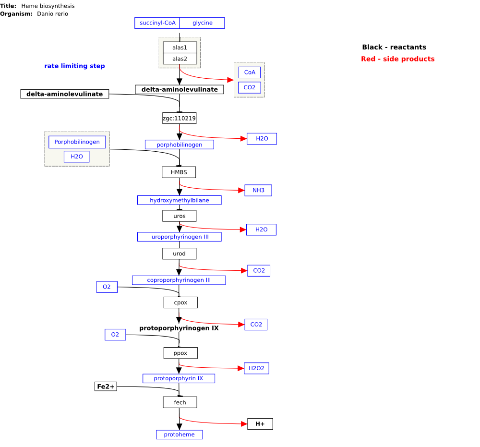 Title: Heme biosynthesis
Organism: Danio rerio
succinyl-CoA glycine
alas1
alas2
Black - reactants
Red - side products
rate limiting step
CoA
CO2
delta-aminolevulinate
delta-aminolevulinate
zgc:110219
H2O
Porphobilinogen
H2O
porphobilinogen
HMBS
NH3
hydroxymethylbilane
uros
H2O
uroporphyrinogen III
urod
CO2
coproporphyrinogen II
O2
cpox
CO2
protoporphyrinogen IX
O2
ppox
H2O2
protoporphyrin IX
Fe2+
fech
H+
protoheme